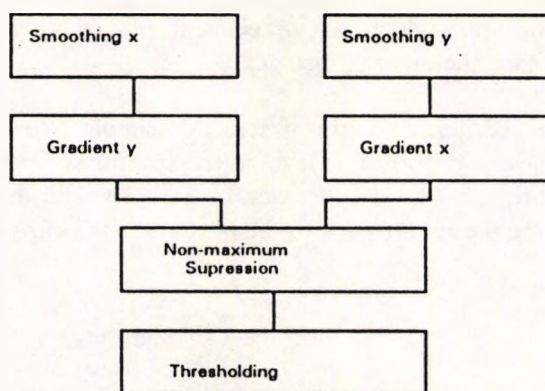 Smoothing x
Smoothing y
Gradient y
Gradient x
Non-maximum
Supression
Thresholding